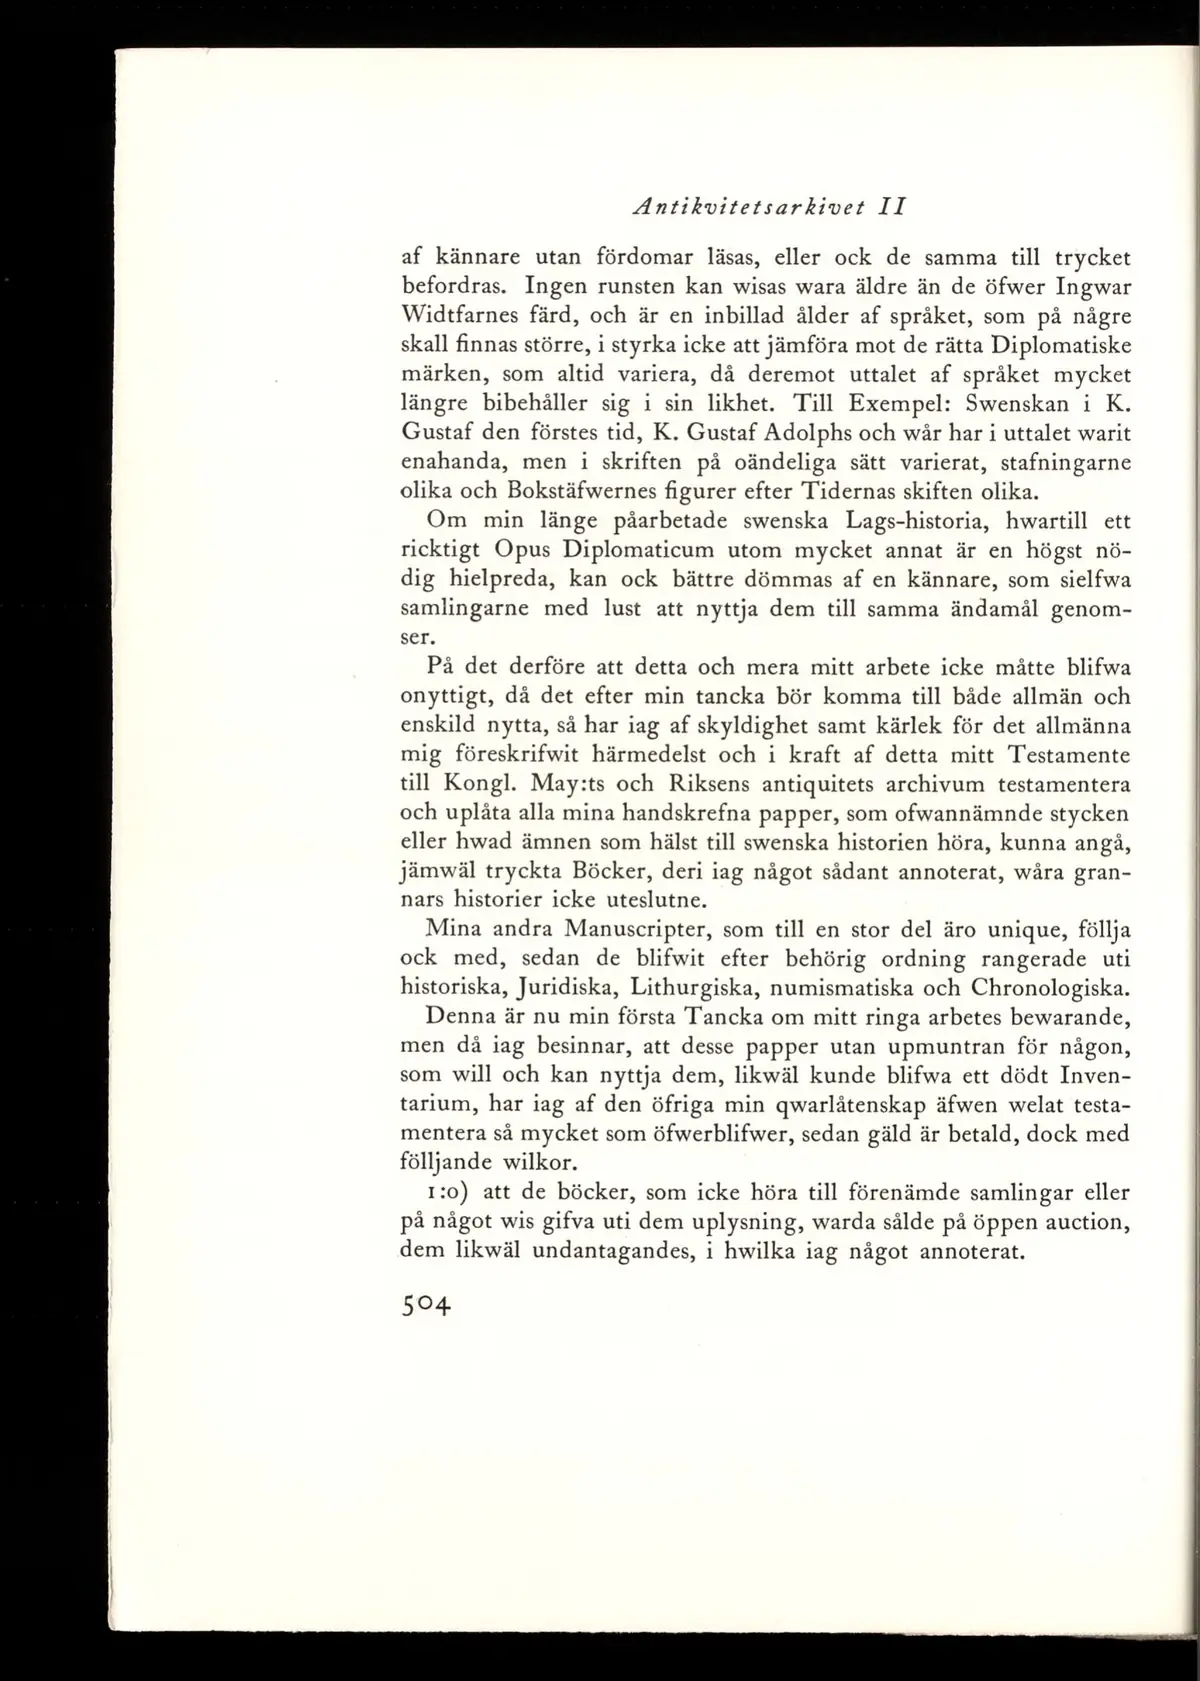 Antikvitetsarkivet II
af kännare utan fördomar läsas, eller ock de samma till trycket
befordras. Ingen runsten kan wisas wara äldre än de öfwer Ingwar
Widtfarnes färd, och är en inbillad ålder af språket, som på någre
skall finnas större, i styrka icke att jämföra mot de rätta Diplomatiske
märken, som altid variera, då deremot uttalet af språket mycket
längre bibehåller sig i sin likhet. Till Exempel: Swenskan i K.
Gustaf den förstes tid, K. Gustaf Adolphs och wår har i uttalet warit
enahanda, men i skriften på oändeliga sätt varierat, stafningarne
olika och Bokstäfwernes figurer efter Tidernas skiften olika.
Om min länge påarbetade swenska Lags-historia, hwartill ett
ricktigt Opus Diplomaticum utom mycket annat är en högst nö-
dig hielpreda, kan ock bättre dömmas af en kännare, som sielfwa
samlingarne med lust att nyttja dem till samma ändamål genom-
ser.
På det derföre att detta och mera mitt arbete icke måtte blifwa
onyttigt, då det efter min tancka bör komma till både allmän och
enskild nytta, så har iag af skyldighet samt kärlek för det allmänna
mig föreskrifwit härmedelst och i kraft af detta mitt Testamente
till Kongl. May:ts och Riksens antiquitets archivum testamentera
och uplåta alla mina handskrefna papper, som ofwannämnde stycken
eller hwad ämnen som hälst till swenska historien höra, kunna angå,
jämwäl tryckta Böcker, deri iag något sådant annoterat, wåra gran-
nars historier icke uteslutne.
Mina andra Manuscripter, som till en stor del äro unique,föllja
ock med, sedan de blifwit efter behörig ordning rangerade uti
historiska, Juridiska, Lithurgiska, numismatiska och Chronologiska.
Denna är nu min första Tancka om mitt ringa arbetes bewarande,
men då iag besinnar, att desse papper utan upmuntran för någon,
som will och kan nyttja dem, likwäl kunde blifwa ett dödt Inven-
tarium, har iag af den öfriga min qwarlåtenskap äfwen welat testa-
mentera så mycket som öfwerblifwer, sedan gäld är betald, dock med
fölljande wilkor.
1:o) att de böcker, som icke höra till förenämde samlingar eller
på något wis gifva uti dem uplysning, warda sålde på öppen auction,
dem likwäl undantagandes, i hwilka iag något annoterat.
504